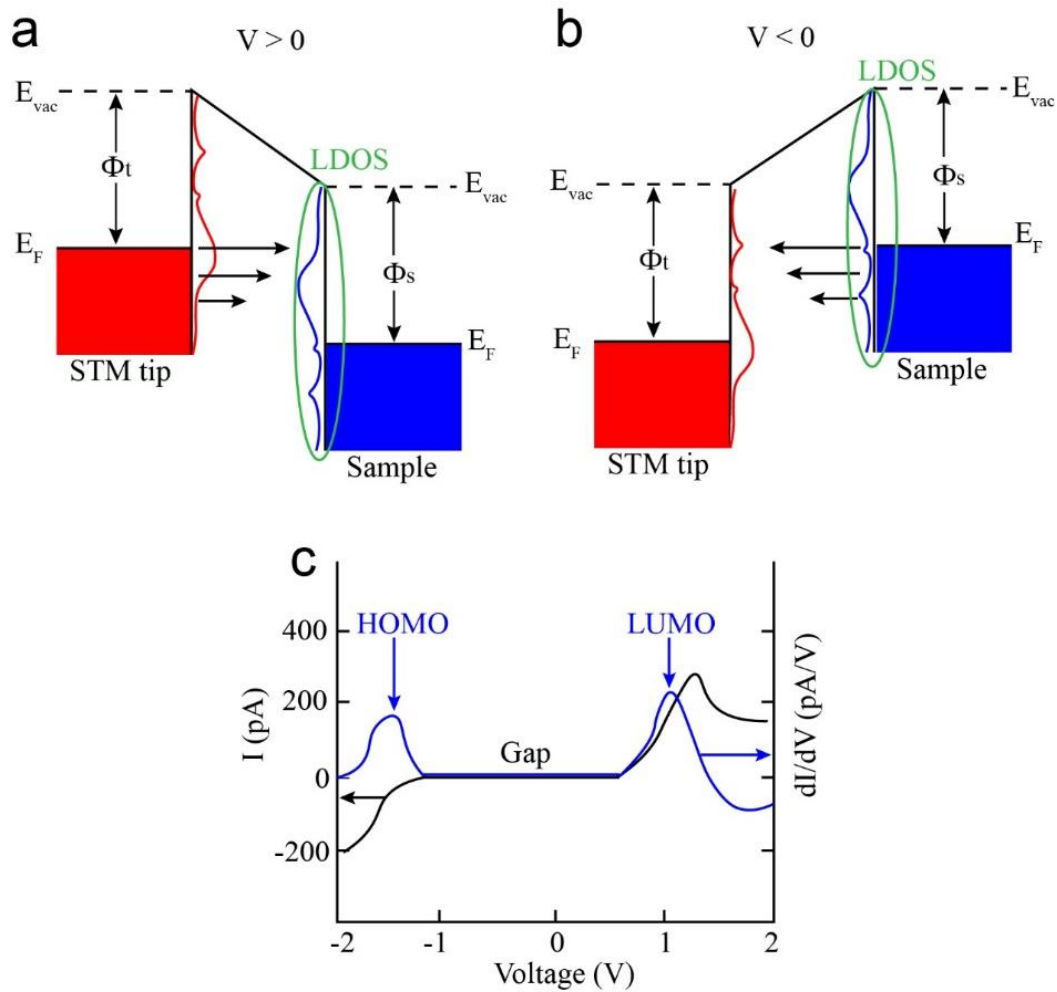 a
V > 0
E_vac
Φt
E_F
STM tip
LDOS
E_vac
Φs
E_F
Sample
b
V < 0
LDOS
E_vac
Φs
E_F
Sample
E_vac
Φt
E_F
STM tip
c
HOMO
LUMO
Gap
I (pA)
400
200
0
-200
dI/dV (pA/V)
-2 -1 0 1 2
Voltage (V)